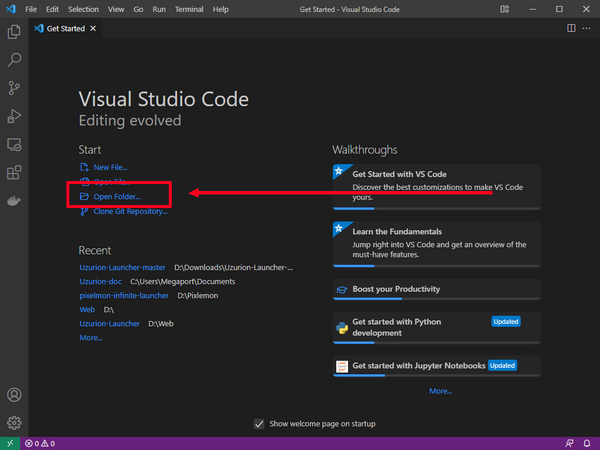 File Edit Selection View Go Run Terminal Help Get Started - Visual Studio Code
Get Started
Visual Studio Code
Editing evolved
Start
New File...
Open File...
Open Folder...
Clone Git Repository...
Recent
Uzurion-Launcher-master D:\Downloads\Uzurion-Launcher-...
Uzurion-doc C:\Users\Megaport\Documents
pixelmon-infinite-launcher D:\Pixlemon
Web D:\
Uzurion-Launcher D:\Web
More...
Walkthroughs
Get Started with VS Code
Discover the best customizations to make VS Code
yours.
Learn the Fundamentals
Jump right into VS Code and get an overview of the
must-have features.
Boost your Productivity
Get started with Python
development
Updated
Get started with Jupyter Notebooks Updated
More...
Show welcome page on startup
0 0